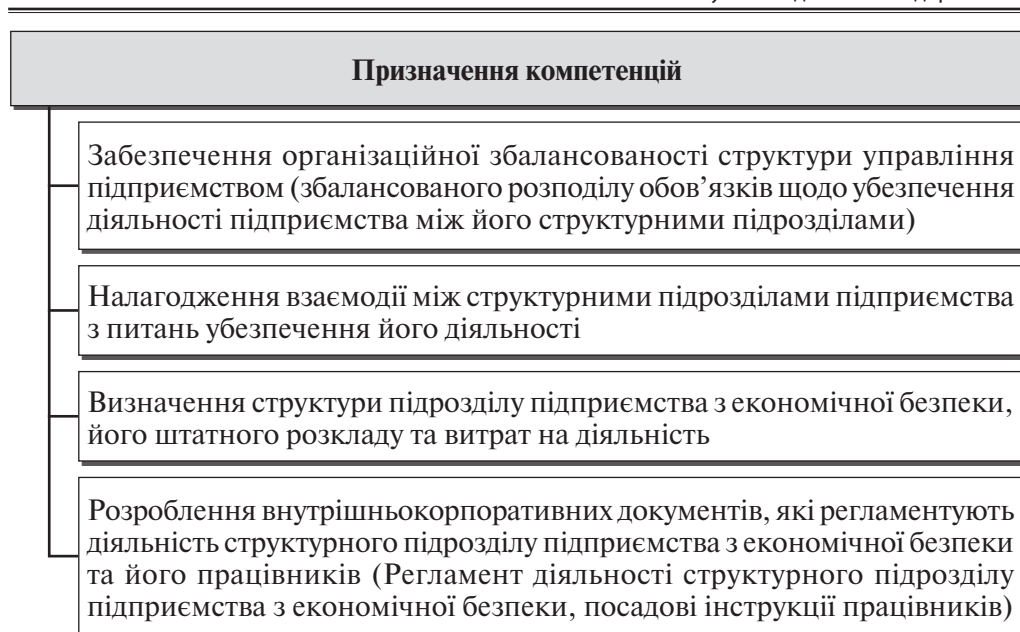 Призначення компетенцій
Забезпечення організаційної збалансованості структури управління
підприємством (збалансованого розподілу обов’язків щодо убезпечення
діяльності підприємства між його структурними підрозділами)
Налагодження взаємодії між структурними підрозділами підприємства
з питань убезпечення його діяльності
Визначення структури підрозділу підприємства з економічної безпеки,
його штатного розкладу та витрат на діяльність
Розроблення внутрішньокорпоративних документів, які регламентують
діяльність структурного підрозділу підприємства з економічної безпеки
та його працівників (Регламент діяльності структурного підрозділу
підприємства з економічної безпеки, посадові інструкції працівників)